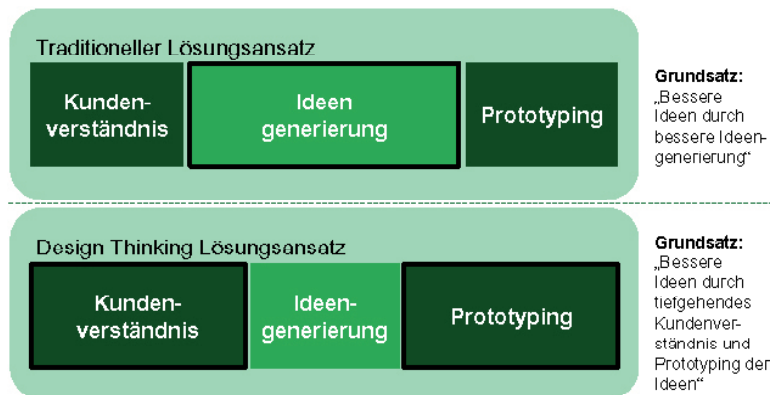 Traditioneller Lösungsansatz
Kunden-
verständnis
Ideen
generierung
Prototyping
Grundsatz:
„Bessere
Ideen durch
bessere Ideen-
generierung“
Design Thinking Lösungsansatz
Kunden-
verständnis
Ideen-
generierung
Prototyping
Grundsatz:
„Bessere
Ideen durch
tiefgehendes
Kundenver-
ständnis und
Prototyping der
Ideen“